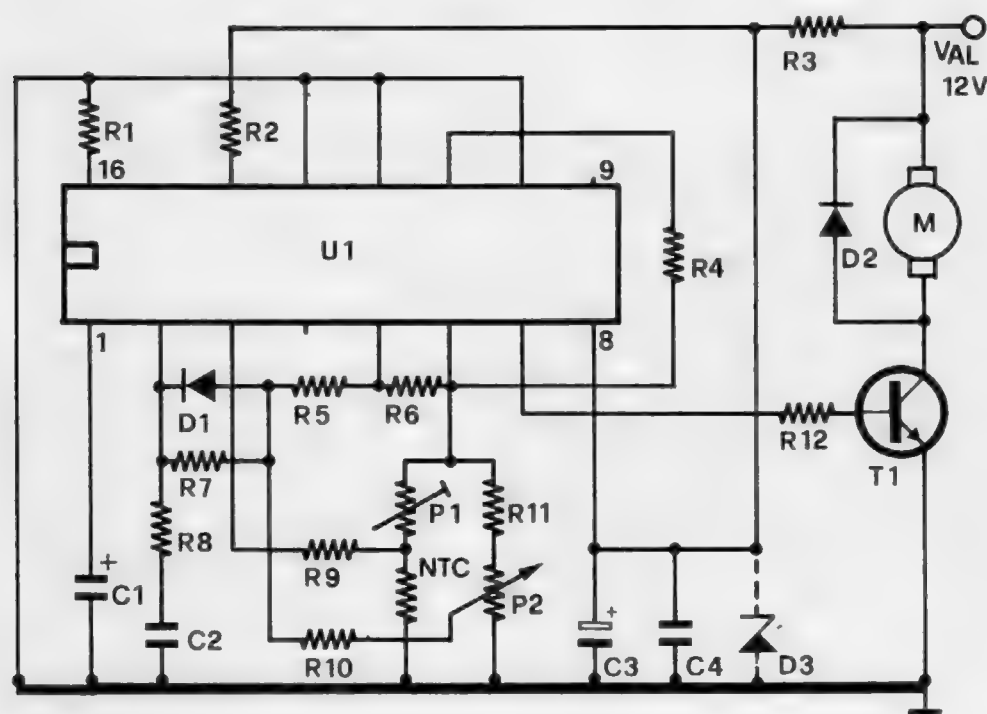 R3
VAL
12V
R1
R2
16
9
U1
R4
D2
M
1
8
D1
R5
R6
R12
T1
R7
P1
R11
R8
R9
NTC
P2
+
C1
C2
R10
+
C3
C4
D3